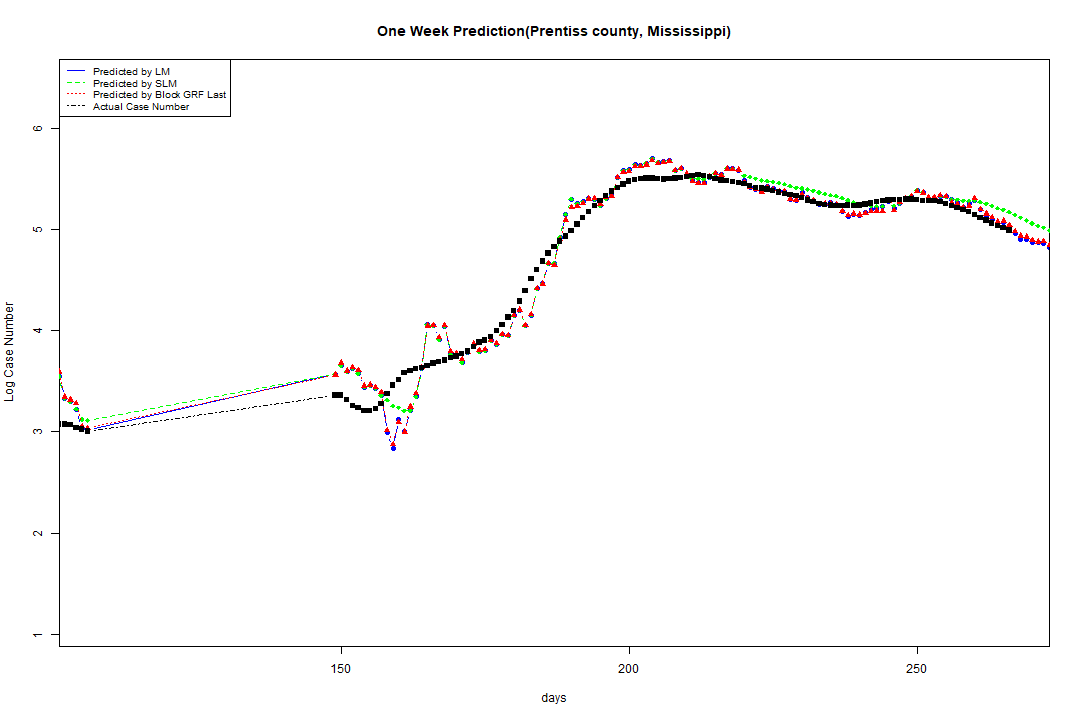 One Week Prediction(Prentiss county, Mississippi)
Predicted by LM
Predicted by SLM
Predicted by Block GRF Last
Actual Case Number
6
5
4
3
2
1
Log Case Number
150
200
250
days